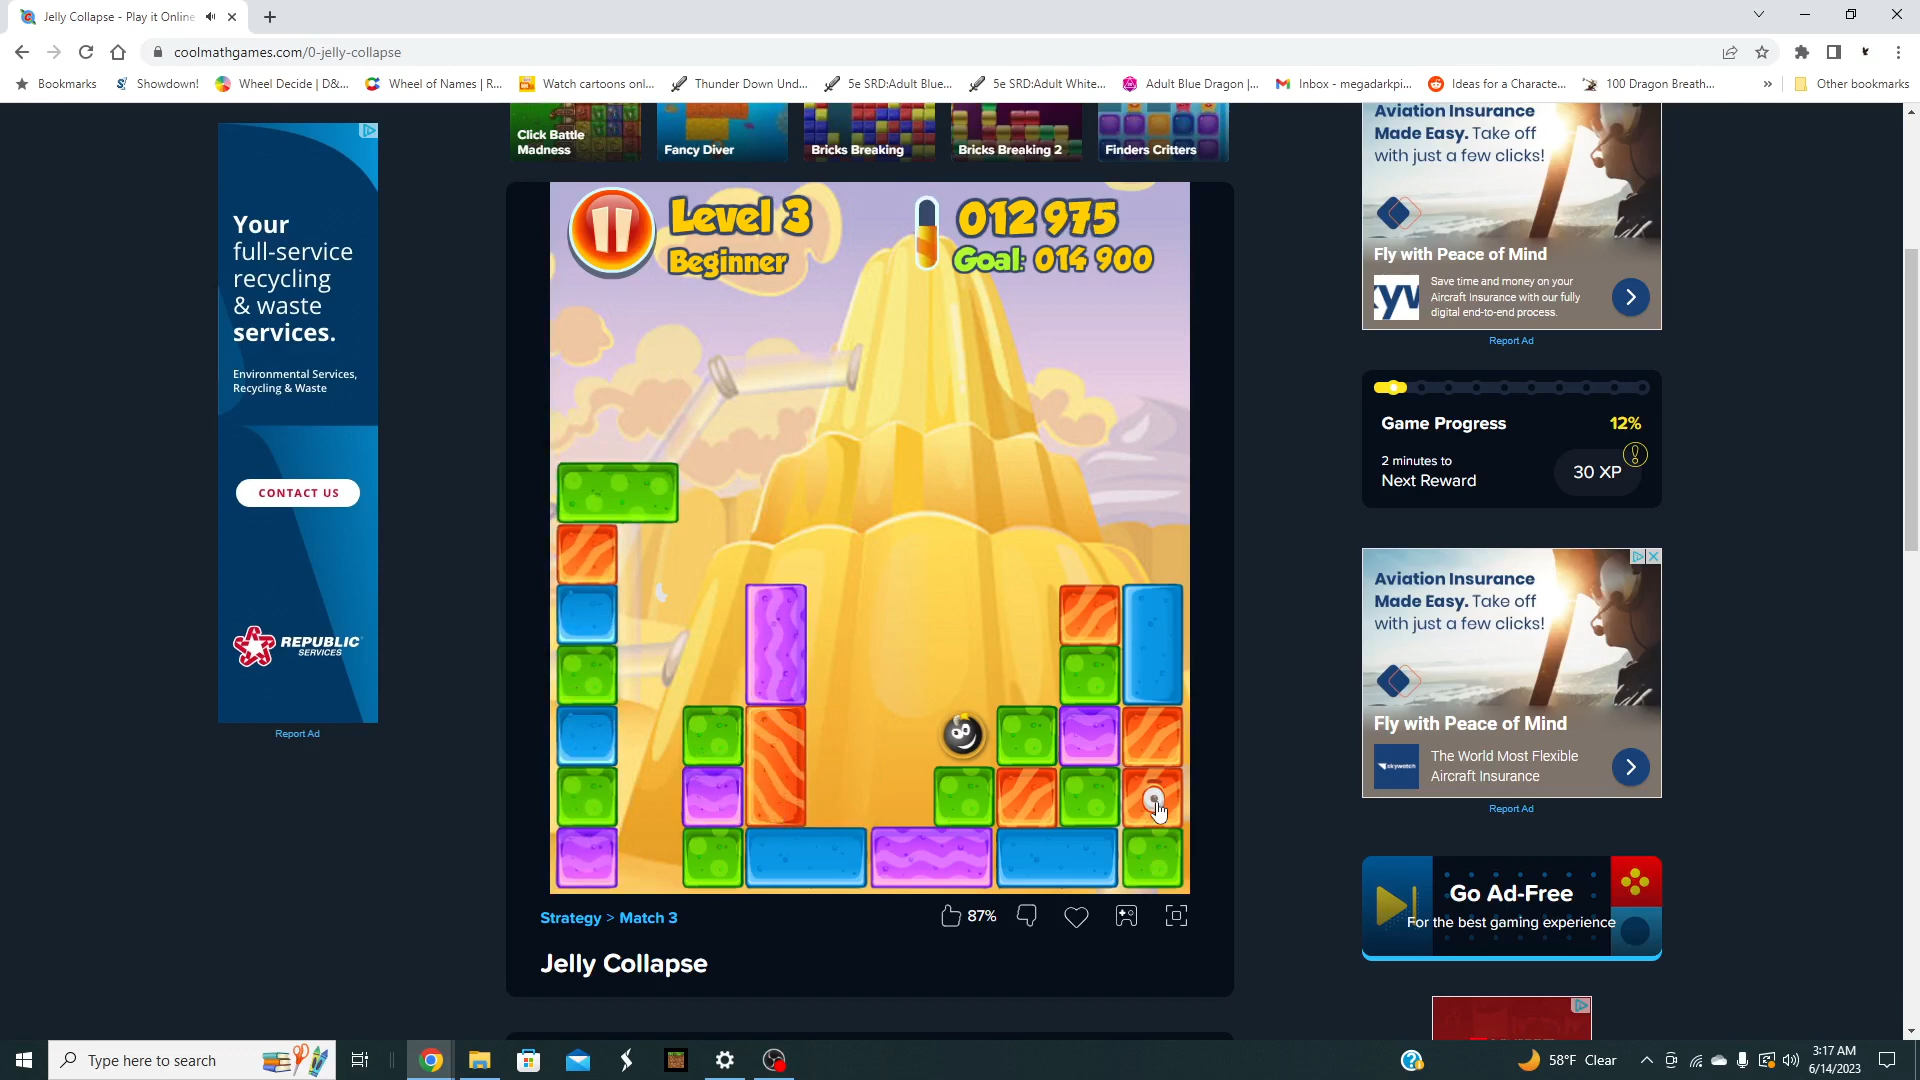 Jelly Collapse - Play it Online
coolmathgames.com/0-jelly-collapse
Bookmarks
Showdown!
Wheel Decide | D&...
Wheel of Names | R...
Watch cartoons onl...
Thunder Down Und...
5e SRD:Adult Blue...
5e SRD:Adult White...
Adult Blue Dragon |...
Inbox - megadarkpi...
Ideas for a Characte...
100 Dragon Breath...
»
Other bookmarks
Click Battle
Madness
Fancy Diver
Bricks Breaking
Bricks Breaking 2
Finders Critters
Your
full-service
recycling
& waste
services.
Environmental Services,
Recycling & Waste
CONTACT US
REPUBLIC
SERVICES
Report Ad
Level 3
Beginner
012 975
Goal: 014 900
Strategy > Match 3
87%
Jelly Collapse
Aviation Insurance
Made Easy. Take off
with just a few clicks!
Fly with Peace of Mind
Save time and money on your
Aircraft Insurance with our fully
digital end-to-end process.
Report Ad
Game Progress
12%
2 minutes to
Next Reward
30 XP
Aviation Insurance
Made Easy. Take off
with just a few clicks!
Fly with Peace of Mind
skywatch
The World Most Flexible
Aircraft Insurance
Report Ad
Go Ad-Free
For the best gaming experience
Type here to search
58°F Clear
3:17 AM
6/14/2023